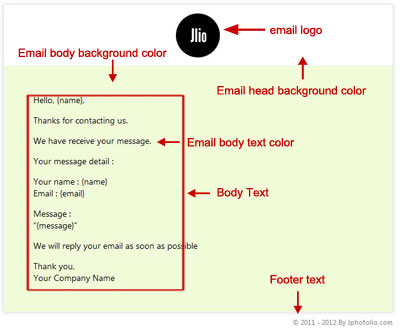 Jlio
email logo
Email body background color
Email head background color
Hello, {name},
Thanks for contacting us.
We have receive your message.
Email body text color
Your message detail :
Your name : {name}
Email : {email}
Body Text
Message :
"{message}"
We will reply your email as soon as possible
Thank you,
Your Company Name
Footer text
© 2011 - 2012 By Jphotolio.com